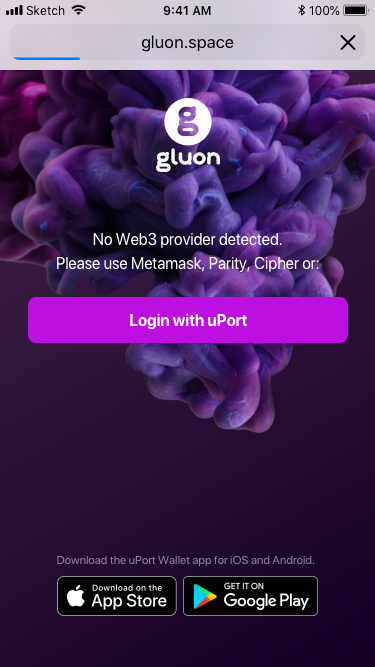 Sketch 9:41 AM 100%
gluon.space
g
gluon
No Web3 provider detected.
Please use Metamask, Parity, Cipher or:
Login with uPort
Download the uPort Wallet app for iOS and Android.
Download on the
App Store
GET IT ON
Google Play